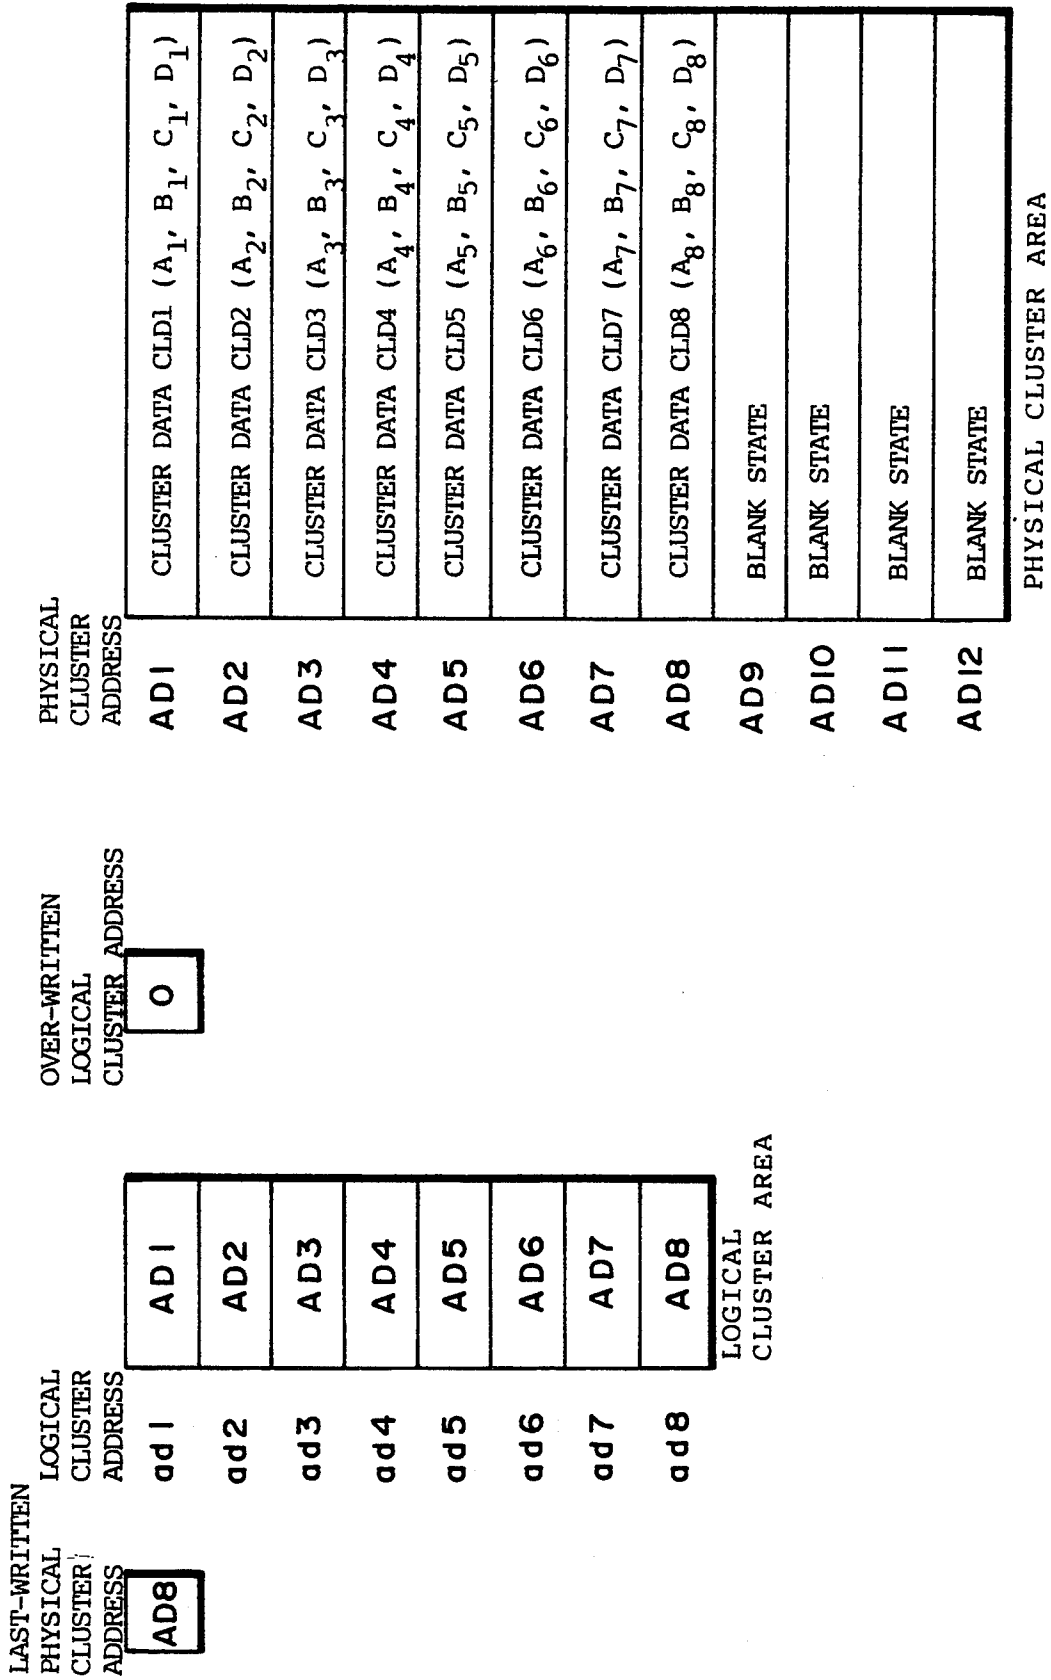 LAST-WRITTEN
PHYSICAL
CLUSTER
ADDRESS
AD8
LOGICAL
CLUSTER
ADDRESS
ad1 AD1
ad2 AD2
ad3 AD3
ad4 AD4
ad5 AD5
ad6 AD6
ad7 AD7
ad8 AD8
LOGICAL
CLUSTER AREA
OVER-WRITTEN
LOGICAL
CLUSTER ADDRESS
0
PHYSICAL
CLUSTER
ADDRESS
AD1 CLUSTER DATA CLD1 (A1, B1, C1, D1)
AD2 CLUSTER DATA CLD2 (A2, B2, C2, D2)
AD3 CLUSTER DATA CLD3 (A3, B3, C3, D3)
AD4 CLUSTER DATA CLD4 (A4, B4, C4, D4)
AD5 CLUSTER DATA CLD5 (A5, B5, C5, D5)
AD6 CLUSTER DATA CLD6 (A6, B6, C6, D6)
AD7 CLUSTER DATA CLD7 (A7, B7, C7, D7)
AD8 CLUSTER DATA CLD8 (A8, B8, C8, D8)
AD9 BLANK STATE
AD10 BLANK STATE
AD11 BLANK STATE
AD12 BLANK STATE
PHYSICAL CLUSTER AREA